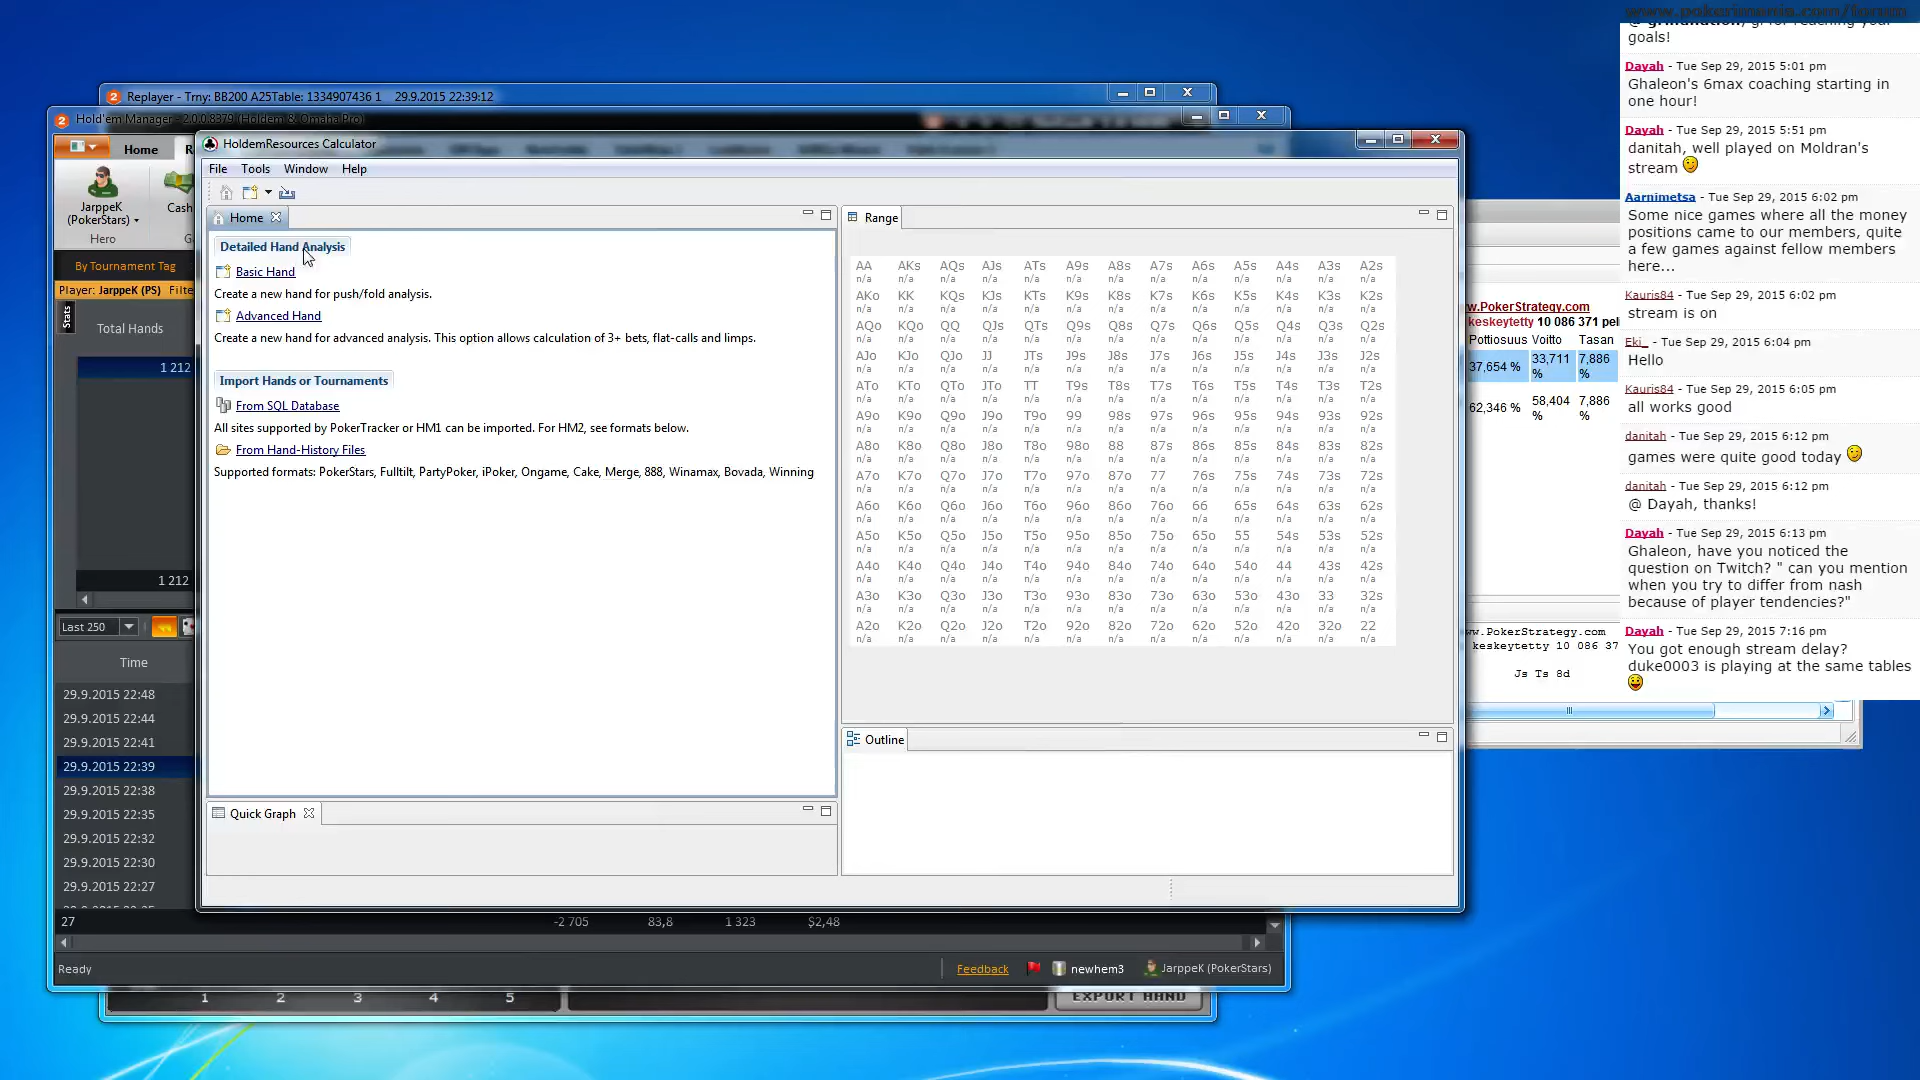 Replayer - Trny: BB200 A25Table: 1334907436 1    29.9.2015 22:39:12
Hold'em Manager - 2.0.0.8379 (Holdem & Omaha Pro)
Home
JarppeK
(PokerStars)
Hero
Cash
By Tournament Tag
Player: JarppeK (PS) Filte
Stats
Total Hands
1 212
1 212
Last 250
Time
29.9.2015 22:48
29.9.2015 22:44
29.9.2015 22:41
29.9.2015 22:39
29.9.2015 22:38
29.9.2015 22:35
29.9.2015 22:32
29.9.2015 22:30
29.9.2015 22:27
27 -2 705 83,8 1 323 $2,48
Ready
Feedback newhem3 JarppeK (PokerStars)
1 2 3 4 5
EXPORT HAND
HoldemResources Calculator
File Tools Window Help
Home
Detailed Hand Analysis
Basic Hand
Create a new hand for push/fold analysis.
Advanced Hand
Create a new hand for advanced analysis. This option allows calculation of 3+ bets, flat-calls and limps.
Import Hands or Tournaments
From SQL Database
All sites supported by PokerTracker or HM1 can be imported. For HM2, see formats below.
From Hand-History Files
Supported formats: PokerStars, Fulltilt, PartyPoker, iPoker, Ongame, Cake, Merge, 888, Winamax, Bovada, Winning
Quick Graph
Range
AA AKs AQs AJs ATs A9s A8s A7s A6s A5s A4s A3s A2s
n/a n/a n/a n/a n/a n/a n/a n/a n/a n/a n/a n/a n/a
AKo KK KQs KJs KTs K9s K8s K7s K6s K5s K4s K3s K2s
n/a n/a n/a n/a n/a n/a n/a n/a n/a n/a n/a n/a n/a
AQo KQo QQ QJs QTs Q9s Q8s Q7s Q6s Q5s Q4s Q3s Q2s
n/a n/a n/a n/a n/a n/a n/a n/a n/a n/a n/a n/a n/a
AJo KJo QJo JJ JTs J9s J8s J7s J6s J5s J4s J3s J2s
n/a n/a n/a n/a n/a n/a n/a n/a n/a n/a n/a n/a n/a
ATo KTo QTo JTo TT T9s T8s T7s T6s T5s T4s T3s T2s
n/a n/a n/a n/a n/a n/a n/a n/a n/a n/a n/a n/a n/a
A9o K9o Q9o J9o T9o 99 98s 97s 96s 95s 94s 93s 92s
n/a n/a n/a n/a n/a n/a n/a n/a n/a n/a n/a n/a n/a
A8o K8o Q8o J8o T8o 98o 88 87s 86s 85s 84s 83s 82s
n/a n/a n/a n/a n/a n/a n/a n/a n/a n/a n/a n/a n/a
A7o K7o Q7o J7o T7o 97o 87o 77 76s 75s 74s 73s 72s
n/a n/a n/a n/a n/a n/a n/a n/a n/a n/a n/a n/a n/a
A6o K6o Q6o J6o T6o 96o 86o 76o 66 65s 64s 63s 62s
n/a n/a n/a n/a n/a n/a n/a n/a n/a n/a n/a n/a n/a
A5o K5o Q5o J5o T5o 95o 85o 75o 65o 55 54s 53s 52s
n/a n/a n/a n/a n/a n/a n/a n/a n/a n/a n/a n/a n/a
A4o K4o Q4o J4o T4o 94o 84o 74o 64o 54o 44 43s 42s
n/a n/a n/a n/a n/a n/a n/a n/a n/a n/a n/a n/a n/a
A3o K3o Q3o J3o T3o 93o 83o 73o 63o 53o 43o 33 32s
n/a n/a n/a n/a n/a n/a n/a n/a n/a n/a n/a n/a n/a
A2o K2o Q2o J2o T2o 92o 82o 72o 62o 52o 42o 32o 22
n/a n/a n/a n/a n/a n/a n/a n/a n/a n/a n/a n/a n/a
Outline
w.PokerStrategy.com
keskeytetty 10 086 371 peli
Pottiosuus Voitto Tasan
37,654 % 33,711 % 7,886 %
62,346 % 58,404 % 7,886 %
w.PokerStrategy.com
keskeytetty 10 086 37
Js Ts 8d
goals!
Dayah - Tue Sep 29, 2015 5:01 pm
Ghaleon's 6max coaching starting in
one hour!
Dayah - Tue Sep 29, 2015 5:51 pm
danitah, well played on Moldran's
stream
Aarnimetsa - Tue Sep 29, 2015 6:02 pm
Some nice games where all the money
positions came to our members, quite
a few games against fellow members
here...
Kauris84 - Tue Sep 29, 2015 6:02 pm
stream is on
Eki_ - Tue Sep 29, 2015 6:04 pm
Hello
Kauris84 - Tue Sep 29, 2015 6:05 pm
all works good
danitah - Tue Sep 29, 2015 6:12 pm
games were quite good today
danitah - Tue Sep 29, 2015 6:12 pm
@ Dayah, thanks!
Dayah - Tue Sep 29, 2015 6:13 pm
Ghaleon, have you noticed the
question on Twitch? " can you mention
when you try to differ from nash
because of player tendencies?"
Dayah - Tue Sep 29, 2015 7:16 pm
You got enough stream delay?
duke0003 is playing at the same tables